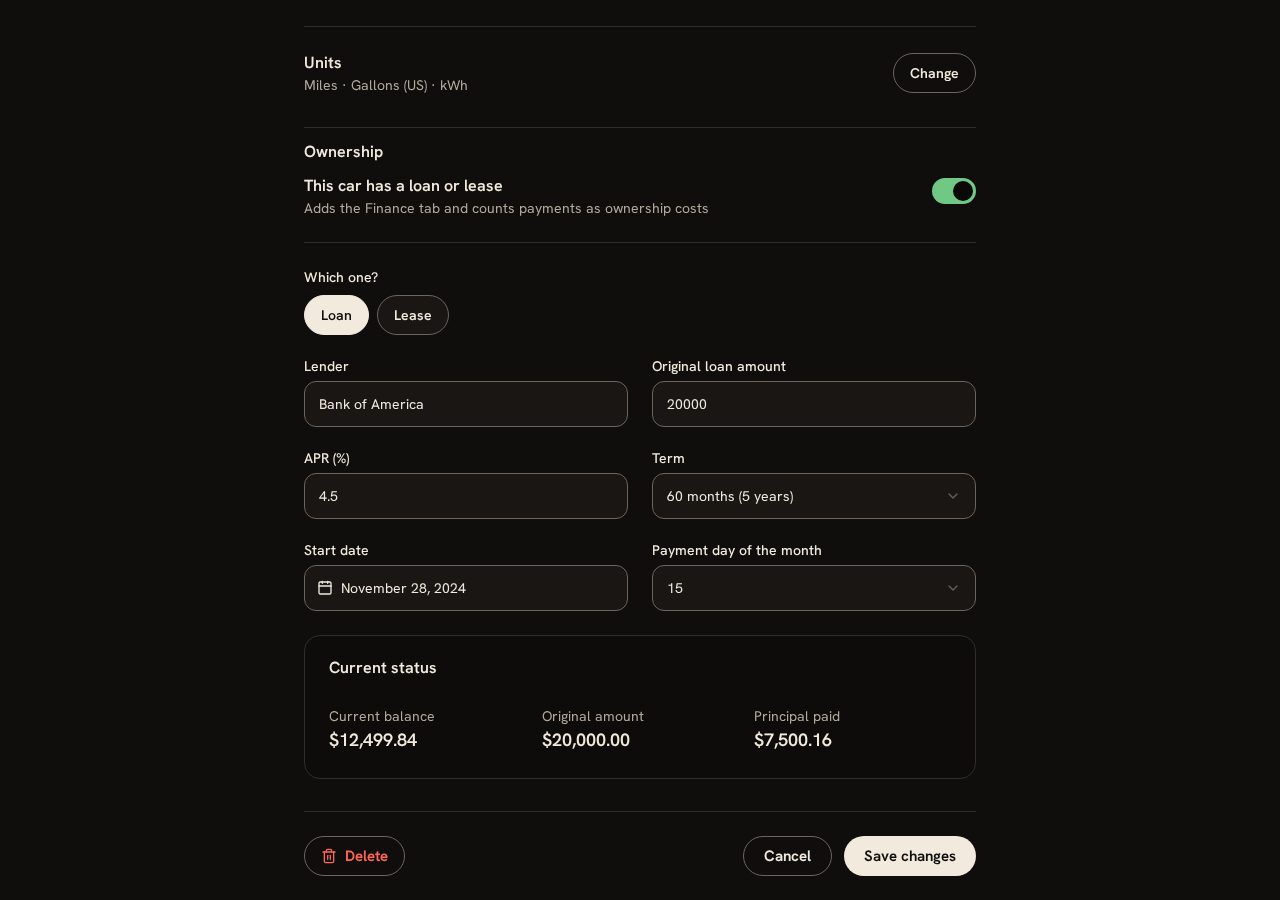 Units
Miles · Gallons (US) · kWh
Change
Ownership
This car has a loan or lease
Adds the Finance tab and counts payments as ownership costs
Which one?
Loan Lease
Lender Original loan amount
Bank of America 20000
APR (%) Term
4.5 60 months (5 years)
Start date Payment day of the month
November 28, 2024 15
Current status
Current balance Original amount Principal paid
$12,499.84 $20,000.00 $7,500.16
Delete Cancel Save changes